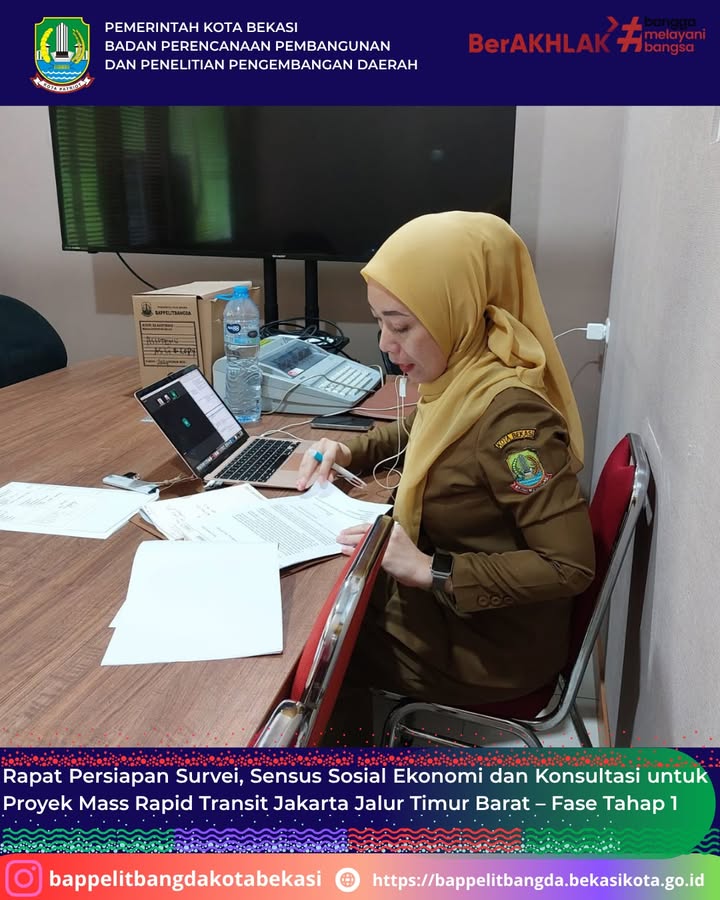 PEMERINTAH KOTA BEKASI
BADAN PERENCANAAN PEMBANGUNAN
DAN PENELITIAN PENGEMBANGAN DAERAH
BerAKHLAK
#
bangga
melayani
bangsa
KOTA PATRIOT
BAPPELITBANGDA
KOTA BEKASI
Rapat Persiapan Survei, Sensus Sosial Ekonomi dan Konsultasi untuk
Proyek Mass Rapid Transit Jakarta Jalur Timur Barat – Fase Tahap 1
bappelitbangdakotabekasi
https://bappelitbangda.bekasikota.go.id